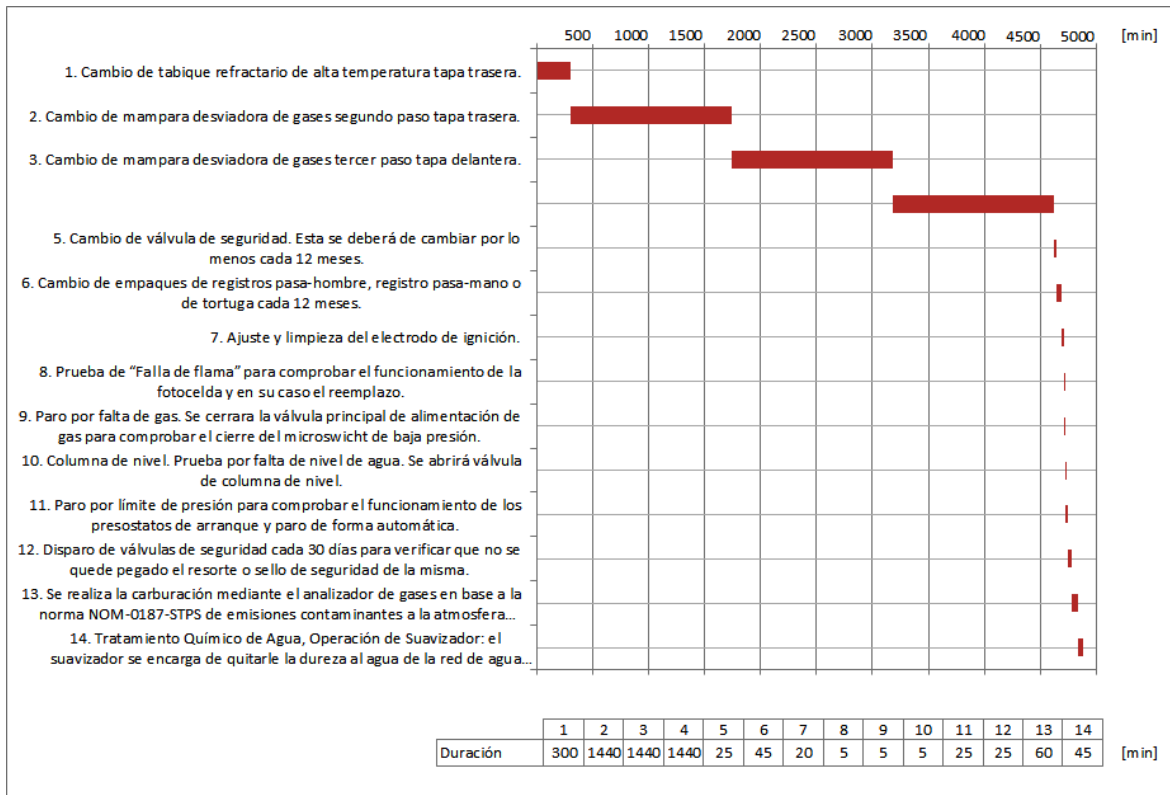 500 1000 1500 2000 2500 3000 3500 4000 4500 5000 [min]
1. Cambio de tabique refractario de alta temperatura tapa trasera.
2. Cambio de mampara desviadora de gases segundo paso tapa trasera.
3. Cambio de mampara desviadora de gases tercer paso tapa delantera.
5. Cambio de válvula de seguridad. Esta se deberá de cambiar por lo
menos cada 12 meses.
6. Cambio de empaques de registros pasa-hombre, registro pasa-mano o
de tortuga cada 12 meses.
7. Ajuste y limpieza del electrodo de ignición.
8. Prueba de “Falla de flama” para comprobar el funcionamiento de la
fotocelda y en su caso el reemplazo.
9. Paro por falta de gas. Se cerrara la válvula principal de alimentación de
gas para comprobar el cierre del microswicht de baja presión.
10. Columna de nivel. Prueba por falta de nivel de agua. Se abrirá válvula
de columna de nivel.
11. Paro por límite de presión para comprobar el funcionamiento de los
presostatos de arranque y paro de forma automática.
12. Disparo de válvulas de seguridad cada 30 días para verificar que no se
quede pegado el resorte o sello de seguridad de la misma.
13. Se realiza la carburación mediante el analizador de gases en base a la
norma NOM-0187-STPS de emisiones contaminantes a la atmosfera...
14. Tratamiento Químico de Agua, Operación de Suavizador: el
suavizador se encarga de quitarle la dureza al agua de la red de agua...
1 2 3 4 5 6 7 8 9 10 11 12 13 14
Duración 300 1440 1440 1440 25 45 20 5 5 5 25 25 60 45 [min]